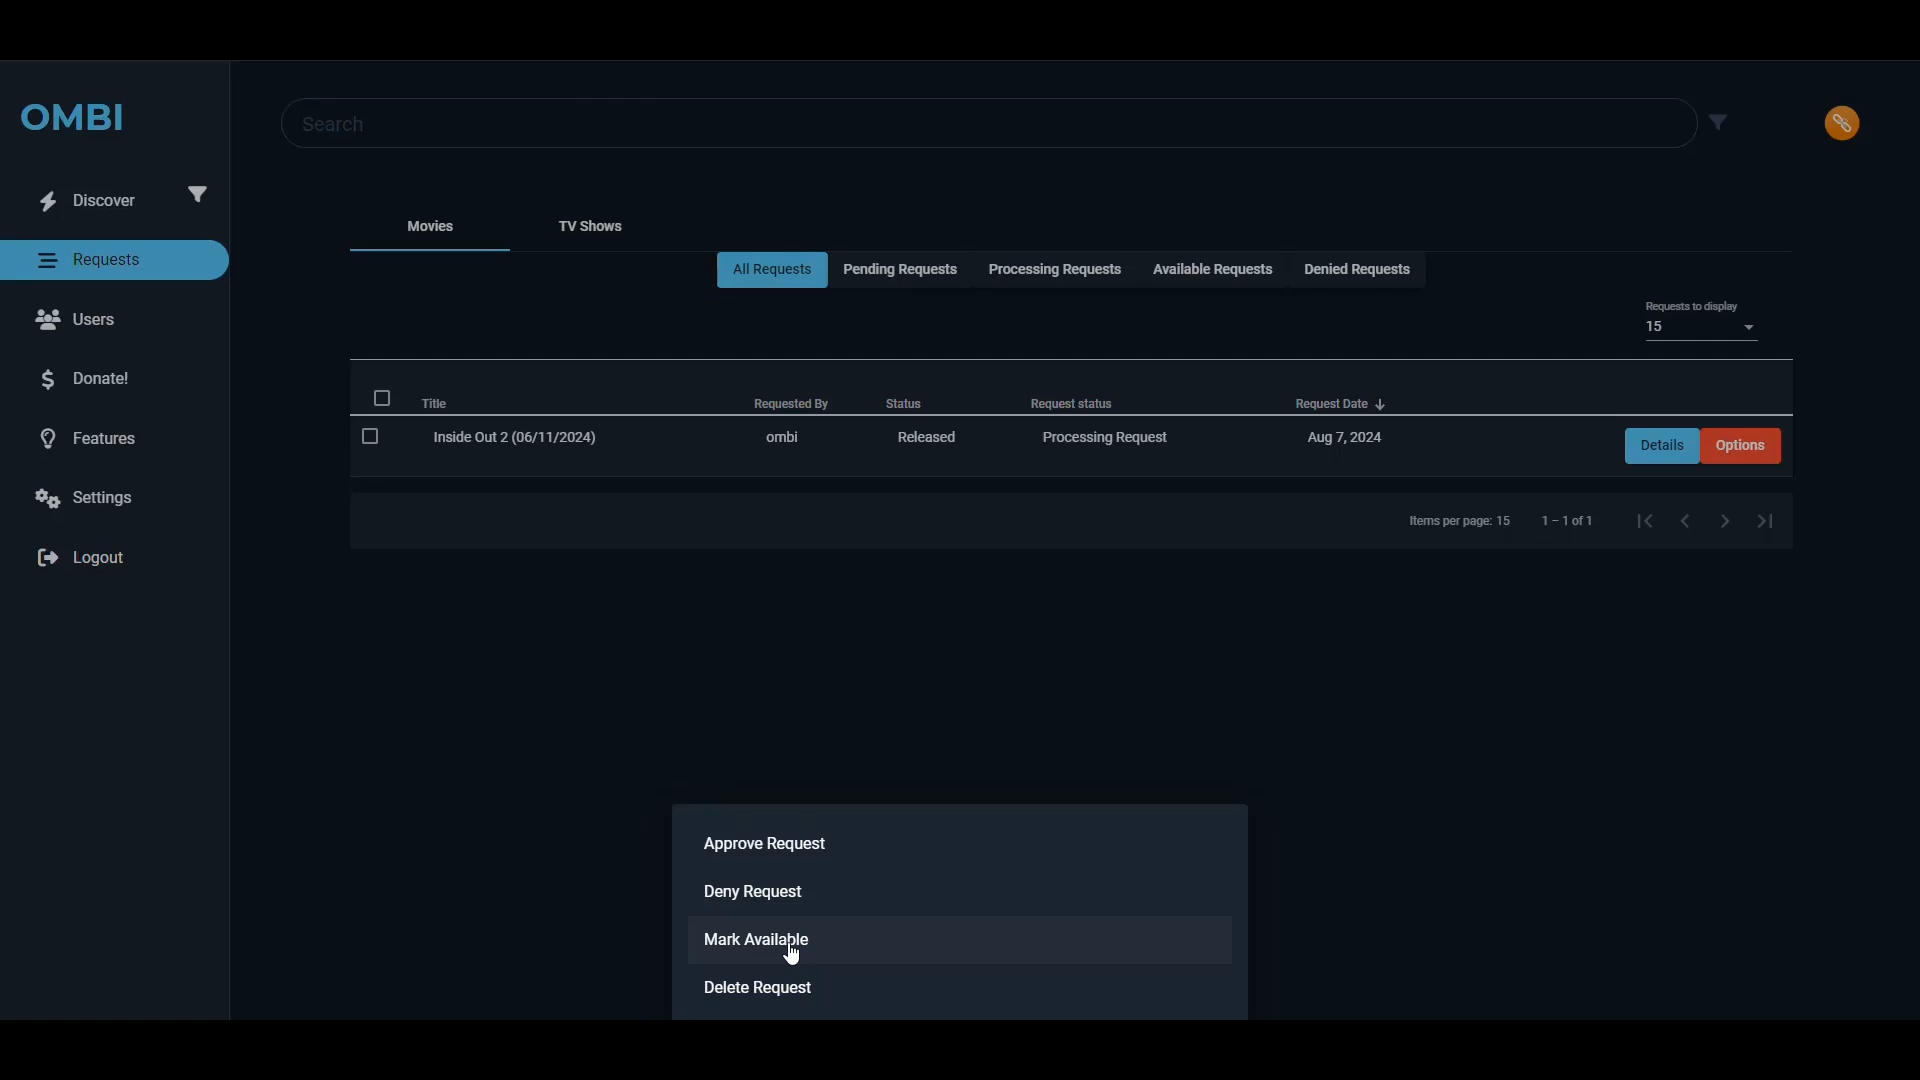 OMBI
Search
Discover
Requests
Users
Donate!
Features
Settings
Logout
Movies TV Shows
All Requests Pending Requests Processing Requests Available Requests Denied Requests
Requests to display
15
Title Requested By Status Request status Request Date
Inside Out 2 (06/11/2024) ombi Released Processing Request Aug 7, 2024 Details Options
Items per page: 15 1 – 1 of 1
Approve Request
Deny Request
Mark Available
Delete Request